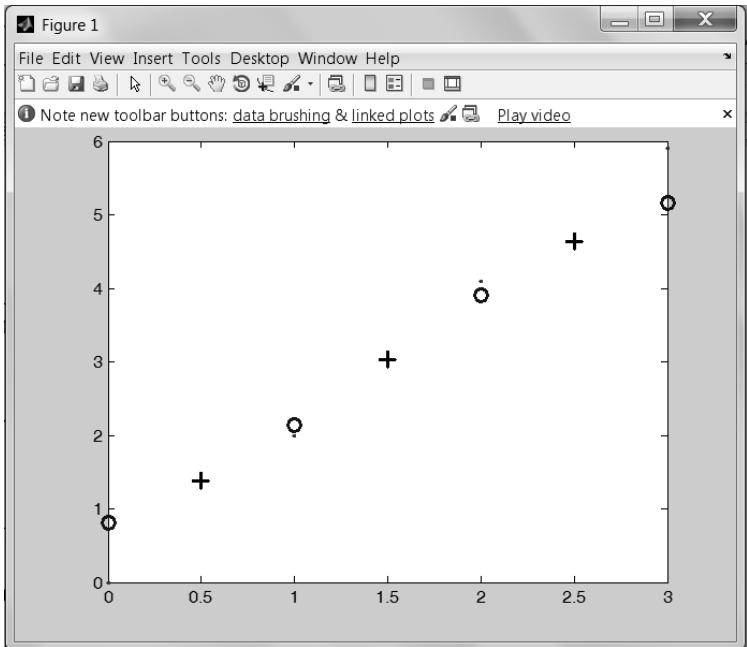 Figure 1
File Edit View Insert Tools Desktop Window Help
Note new toolbar buttons: data brushing & linked plots Play video
6
5
4
3
2
1
0
0 0.5 1 1.5 2 2.5 3